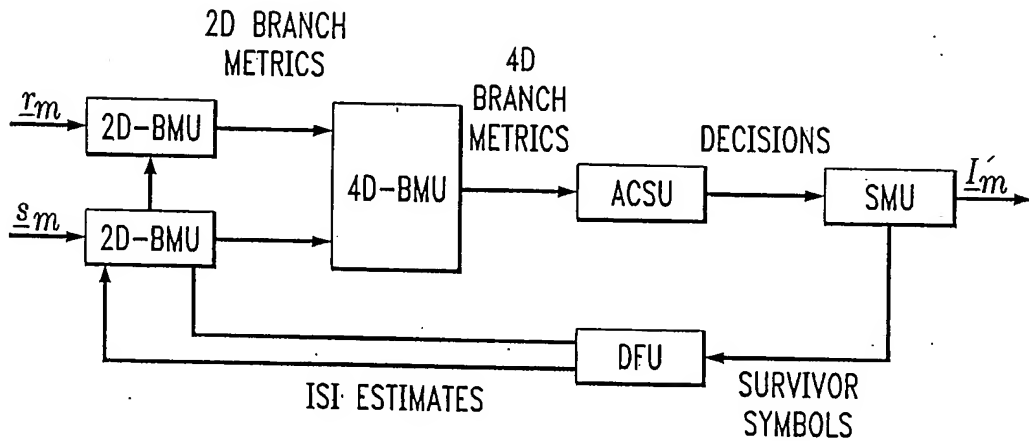 2D BRANCH
METRICS
4D
BRANCH
METRICS
r_m
2D-BMU
4D-BMU
DECISIONS
ACSU
SMU
I´_m
s_m
2D-BMU
DFU
ISI ESTIMATES
SURVIVOR
SYMBOLS